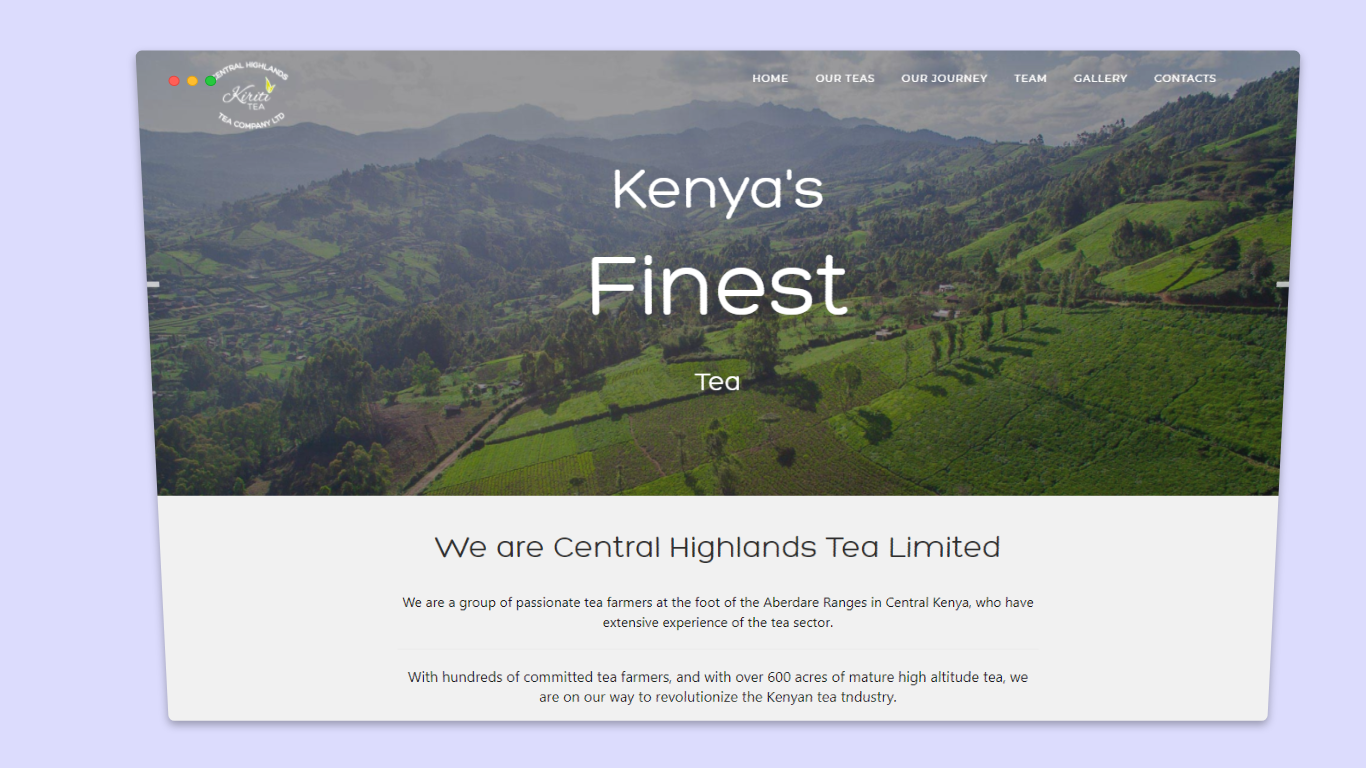 CENTRAL HIGHLANDS
Kiriti
TEA
TEA COMPANY LTD
HOME OUR TEAS OUR JOURNEY TEAM GALLERY CONTACTS
Kenya's
Finest
Tea
We are Central Highlands Tea Limited
We are a group of passionate tea farmers at the foot of the Aberdare Ranges in Central Kenya, who have
extensive experience of the tea sector.
With hundreds of committed tea farmers, and with over 600 acres of mature high altitude tea, we
are on our way to revolutionize the Kenyan tea tndustry.